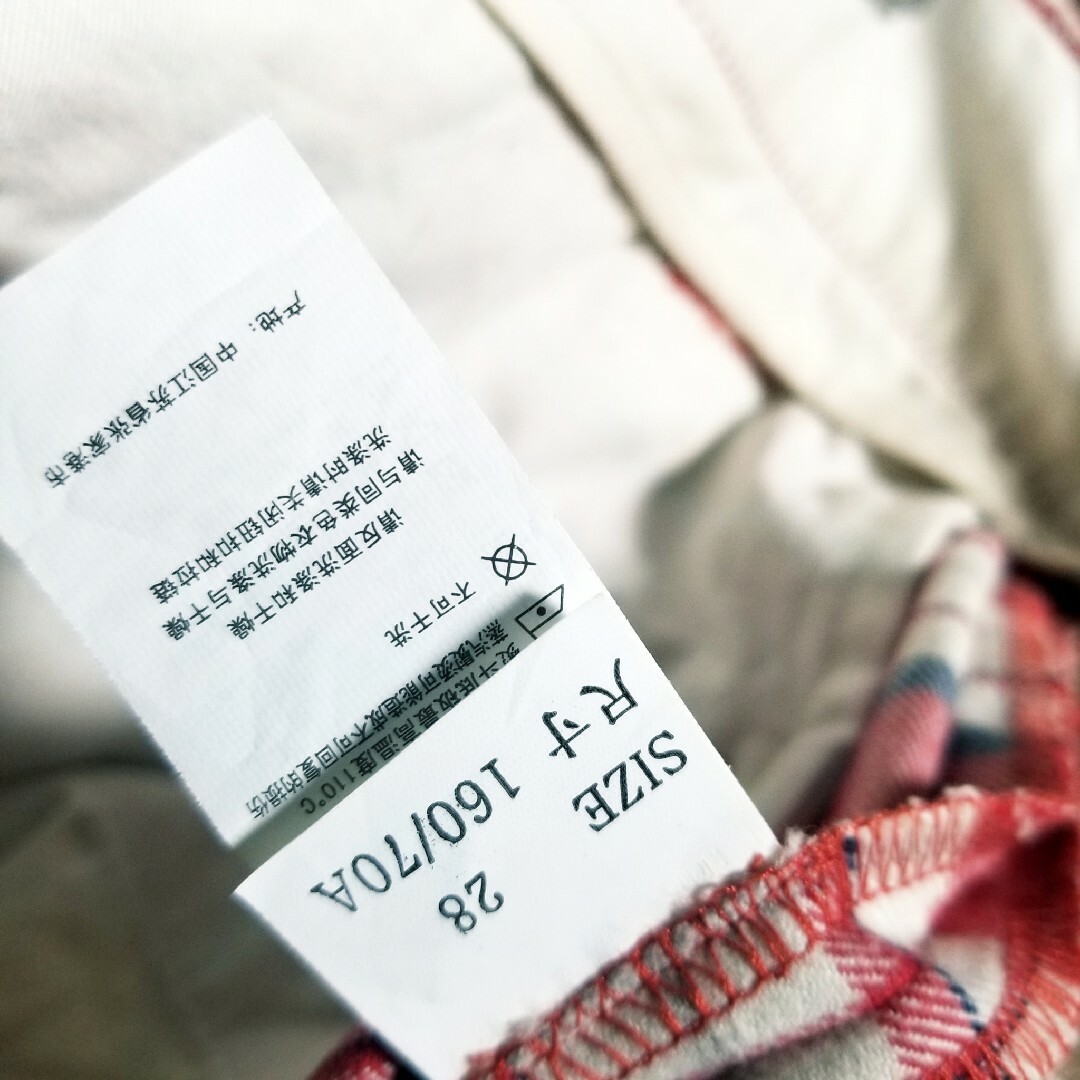 SIZE 28
尺寸 160/70A
熨斗底板最高温度110°C
蒸汽熨烫可能造成不可回复的损伤
不可干洗
请反面洗涤和干燥
请与同类色衣物洗涤与干燥
洗涤时请关闭钮扣和拉链
产地：中国江苏省张家港市